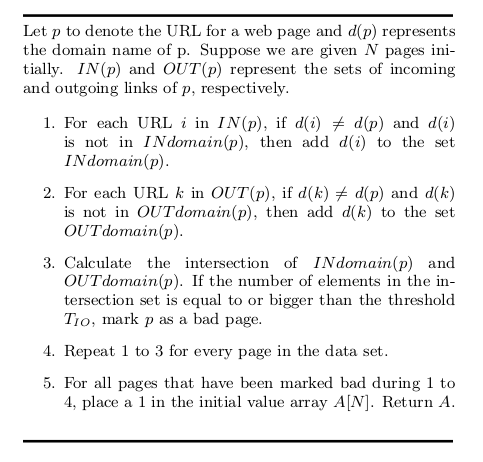 Let p to denote the URL for a web page and d(p) represents
the domain name of p. Suppose we are given N pages ini-
tially. IN(p) and OUT(p) represent the sets of incoming
and outgoing links of p, respectively.
1. For each URL i in IN(p), if d(i) ≠ d(p) and d(i)
is not in INdomain(p), then add d(i) to the set
INdomain(p).
2. For each URL k in OUT(p), if d(k) ≠ d(p) and d(k)
is not in OUTdomain(p), then add d(k) to the set
OUTdomain(p).
3. Calculate the intersection of INdomain(p) and
OUTdomain(p). If the number of elements in the in-
tersection set is equal to or bigger than the threshold
T_IO, mark p as a bad page.
4. Repeat 1 to 3 for every page in the data set.
5. For all pages that have been marked bad during 1 to
4, place a 1 in the initial value array A[N]. Return A.